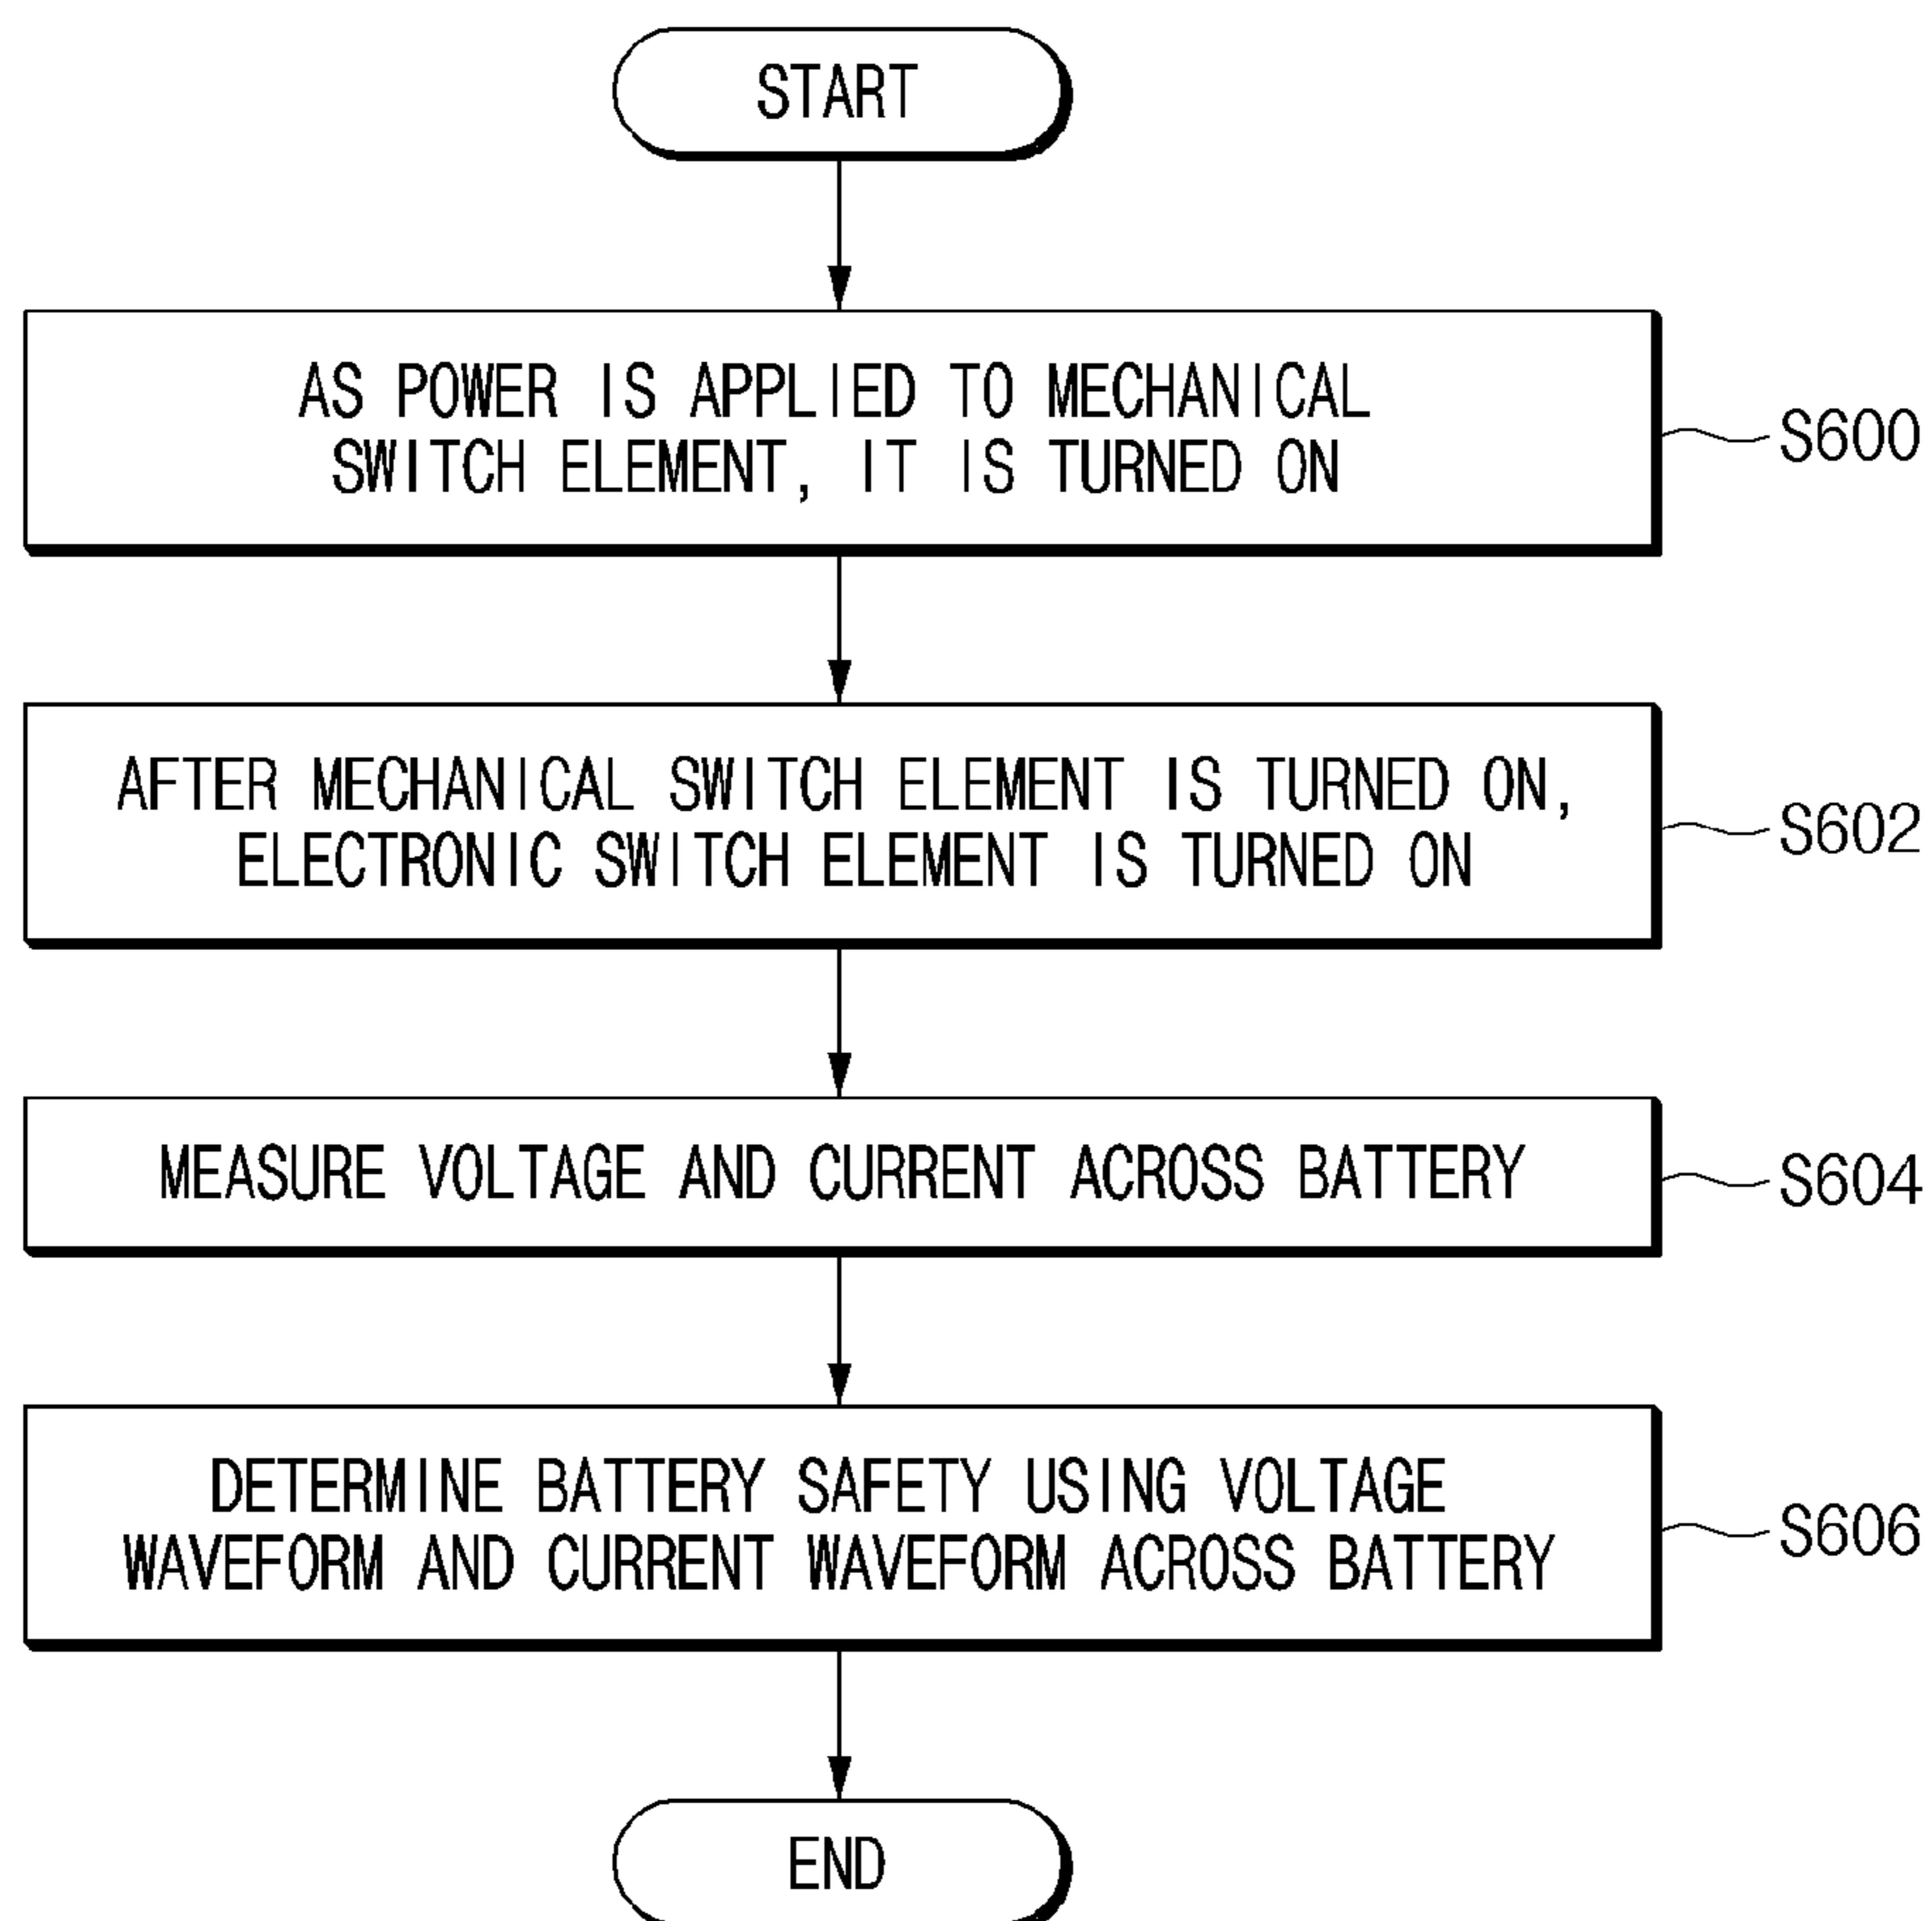 START
AS POWER IS APPLIED TO MECHANICAL
SWITCH ELEMENT, IT IS TURNED ON
S600
AFTER MECHANICAL SWITCH ELEMENT IS TURNED ON,
ELECTRONIC SWITCH ELEMENT IS TURNED ON
S602
MEASURE VOLTAGE AND CURRENT ACROSS BATTERY
S604
DETERMINE BATTERY SAFETY USING VOLTAGE
WAVEFORM AND CURRENT WAVEFORM ACROSS BATTERY
S606
END